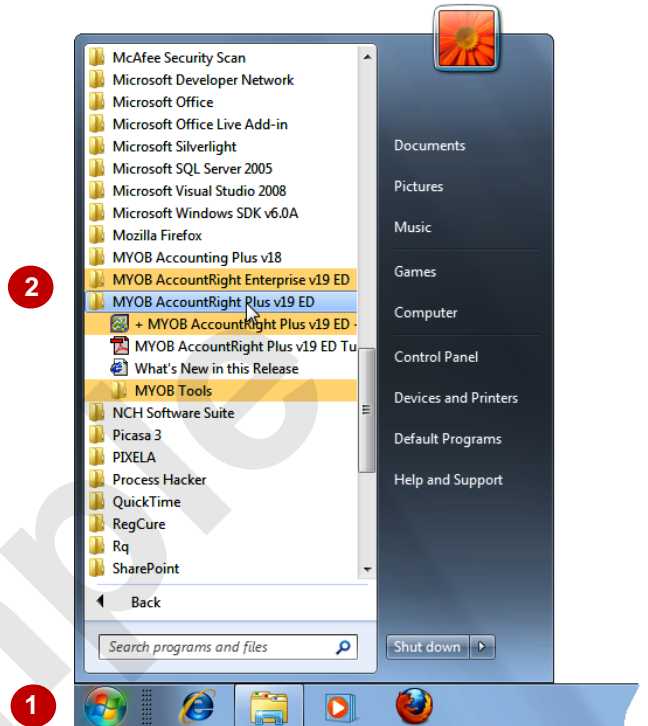 McAfee Security Scan
Microsoft Developer Network
Microsoft Office
Microsoft Office Live Add-in
Microsoft Silverlight
Microsoft SQL Server 2005
Microsoft Visual Studio 2008
Microsoft Windows SDK v6.0A
Mozilla Firefox
MYOB Accounting Plus v18
MYOB AccountRight Enterprise v19 ED
2
MYOB AccountRight Plus v19 ED
+ MYOB AccountRight Plus v19 ED -
MYOB AccountRight Plus v19 ED Tu
What's New in this Release
MYOB Tools
NCH Software Suite
Picasa 3
PIXELA
Process Hacker
QuickTime
RegCure
Rq
SharePoint
Back
Search programs and files
Documents
Pictures
Music
Games
Computer
Control Panel
Devices and Printers
Default Programs
Help and Support
Shut down
1